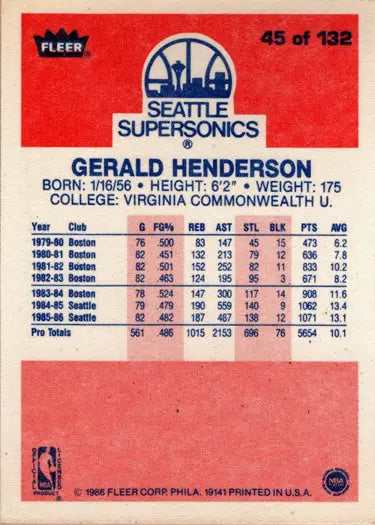 FLEER®
45 of 132
SEATTLE
SUPERSONICS
®
GERALD HENDERSON
BORN: 1/16/56 • HEIGHT: 6'2" • WEIGHT: 175
COLLEGE: VIRGINIA COMMONWEALTH U.
Year Club G FG% REB AST STL BLK PTS AVG
1979-80 Boston 76 .500 83 147 45 15 473 6.2
1980-81 Boston 82 .451 132 213 79 12 636 7.8
1981-82 Boston 82 .501 152 252 82 11 833 10.2
1982-83 Boston 82 .463 124 195 95 3 671 8.2
1983-84 Boston 78 .524 147 300 117 14 908 11.6
1984-85 Seattle 79 .479 190 559 140 9 1062 13.4
1985-86 Seattle 82 .482 187 487 138 12 1071 13.1
Pro Totals 561 .486 1015 2153 696 76 5654 10.1
OFFICIAL LICENSED
NBA
PRODUCT
© 1986 FLEER CORP. PHILA. 19141 PRINTED IN U.S.A.
NBA